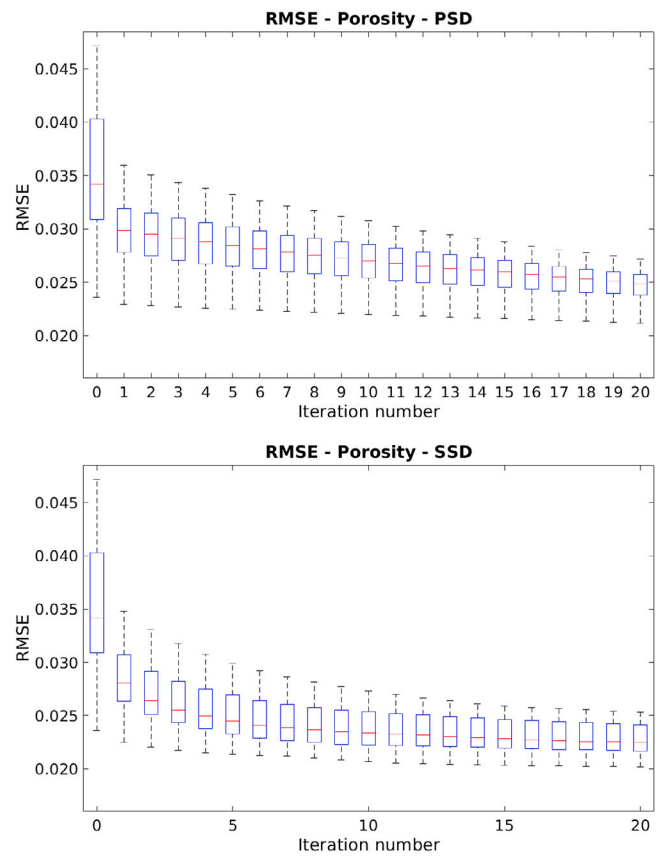 RMSE - Porosity - PSD
0.045
0.040
0.035
0.030
0.025
0.020
RMSE
0 1 2 3 4 5 6 7 8 9 10 11 12 13 14 15 16 17 18 19 20
Iteration number
RMSE - Porosity - SSD
0.045
0.040
0.035
0.030
0.025
0.020
RMSE
0 5 10 15 20
Iteration number